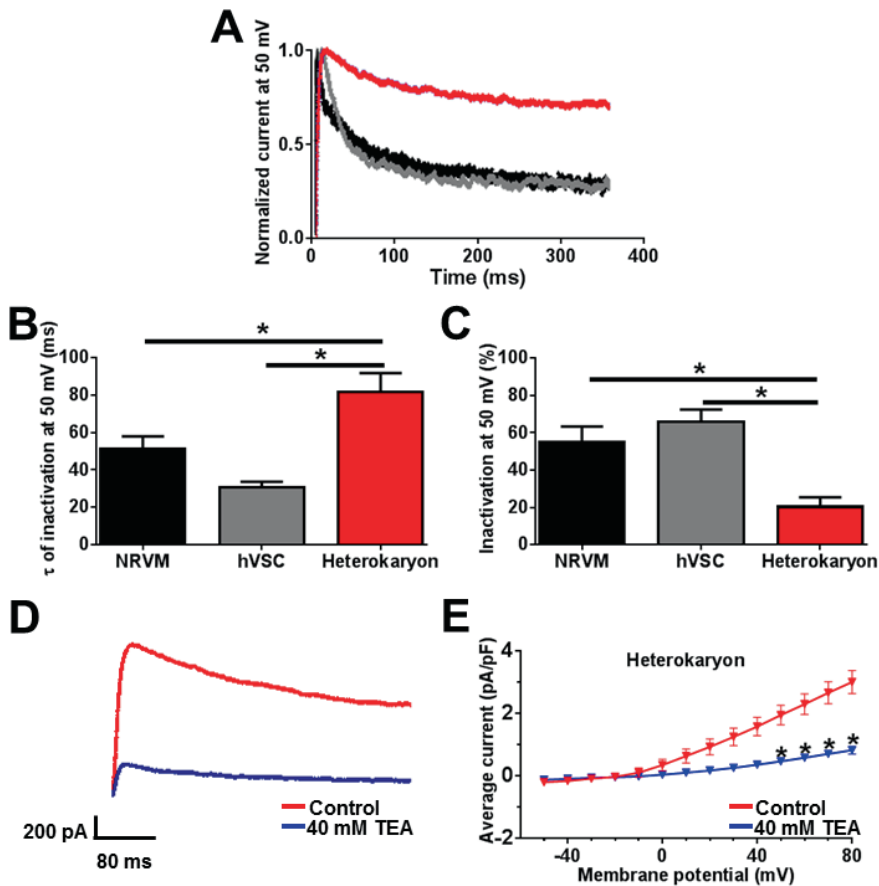 A
Normalized current at 50 mV
1.0
0.5
0.0
0
100
200
300
400
Time (ms)
B
τ of inactivation at 50 mV (ms)
100
80
60
40
20
0
*
*
NRVM
hVSC
Heterokaryon
C
Inactivation at 50 mV (%)
100
80
60
40
20
0
*
*
NRVM
hVSC
Heterokaryon
D
200 pA
80 ms
Control
40 mM TEA
E
Average current (pA/pF)
4
2
0
-2
Heterokaryon
* * * *
Control
40 mM TEA
-40
0
40
80
Membrane potential (mV)